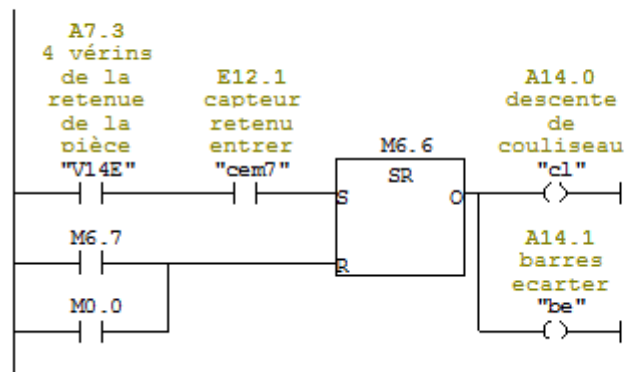 A7.3
4 vérins
de la
retenue
de la
pièce
"V14E"
E12.1
capteur
retenu
entrer
"cem7"
M6.6
SR
S
Q
R
A14.0
descente
de
couliseau
"cl"
M6.7
M0.0
A14.1
barres
ecarter
"be"